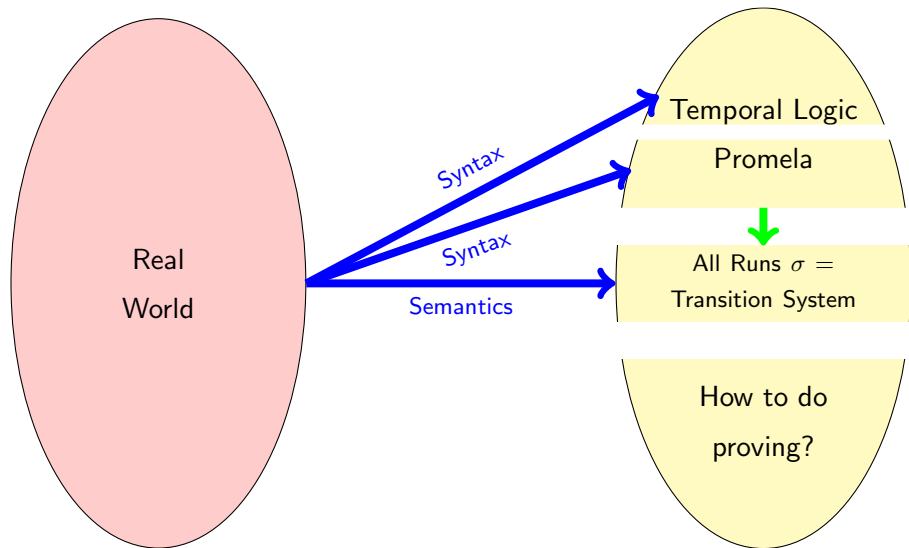 Temporal Logic
Promela
Syntax
Syntax
Real
World
All Runs σ =
Transition System
Semantics
How to do
proving?